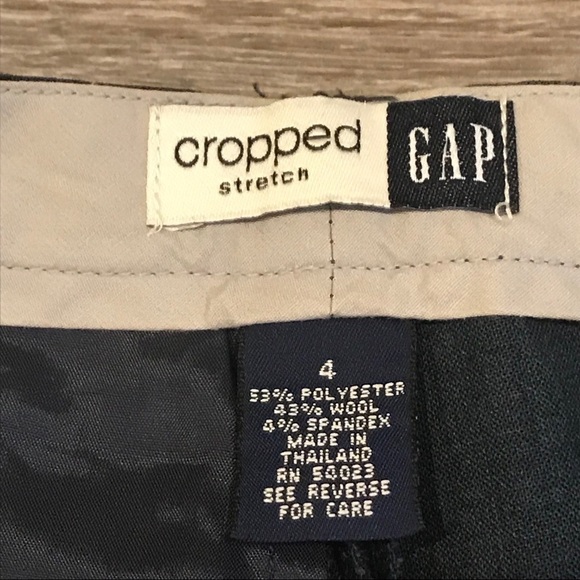 cropped
stretch
GAP
4
53% POLYESTER
43% WOOL
4% SPANDEX
MADE IN
THAILAND
RN 54023
SEE REVERSE
FOR CARE